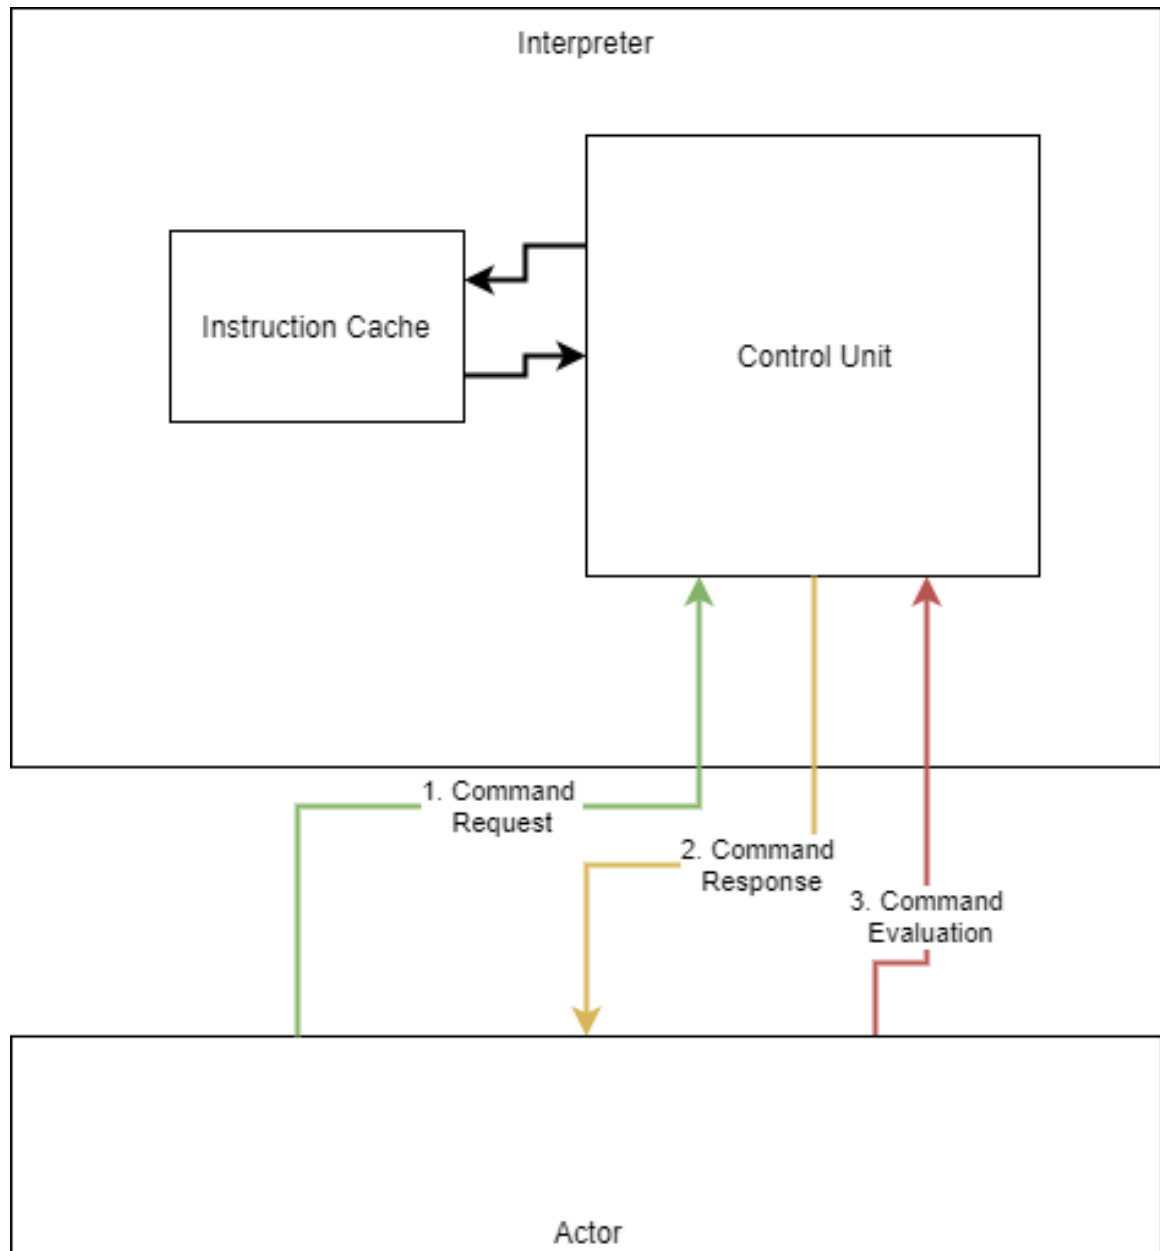 Interpreter
Instruction Cache
Control Unit
1. Command
Request
2. Command
Response
3. Command
Evaluation
Actor